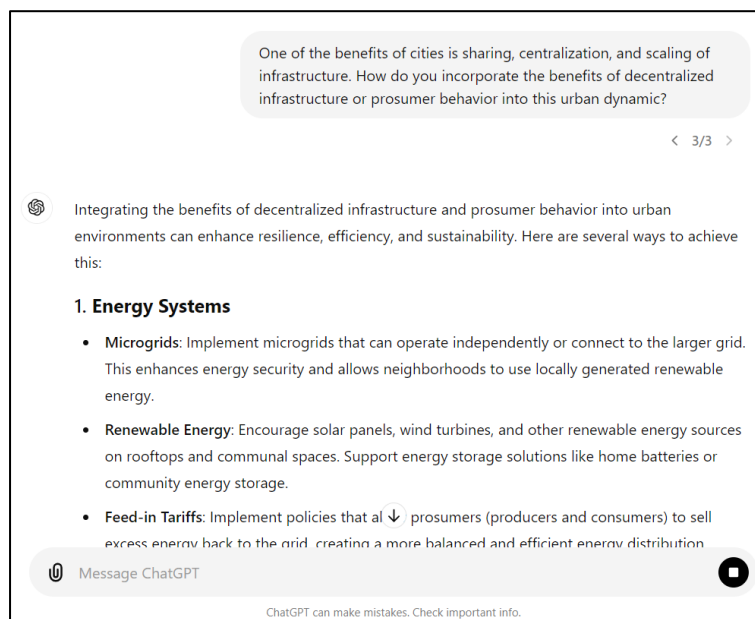 One of the benefits of cities is sharing, centralization, and scaling of
infrastructure. How do you incorporate the benefits of decentralized
infrastructure or prosumer behavior into this urban dynamic?
3/3
Integrating the benefits of decentralized infrastructure and prosumer behavior into urban
environments can enhance resilience, efficiency, and sustainability. Here are several ways to achieve
this:
1. Energy Systems
Microgrids: Implement microgrids that can operate independently or connect to the larger grid.
This enhances energy security and allows neighborhoods to use locally generated renewable
energy.
Renewable Energy: Encourage solar panels, wind turbines, and other renewable energy sources
on rooftops and communal spaces. Support energy storage solutions like home batteries or
community energy storage.
Feed-in Tariffs: Implement policies that prosumers (producers and consumers) to sell
excess energy back to the grid, creating a more balanced and efficient energy distribution
Message ChatGPT
ChatGPT can make mistakes. Check important info.